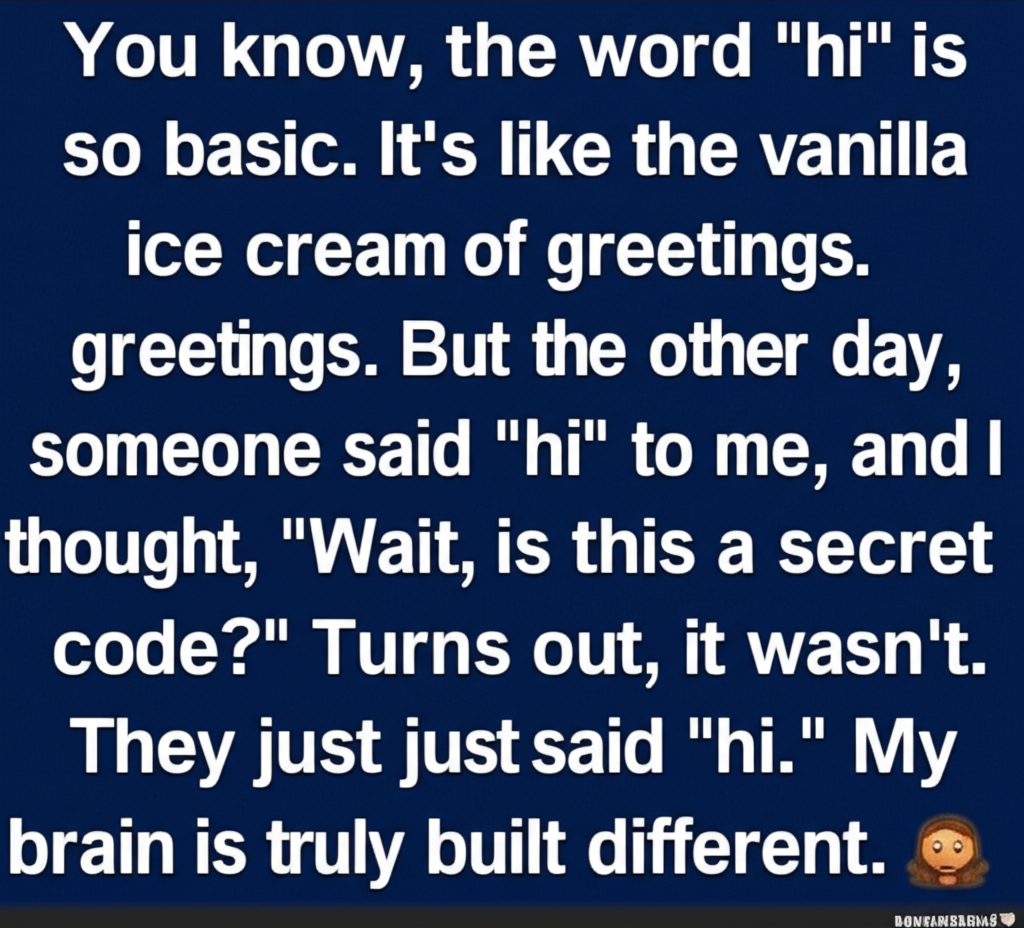 You know, the word "hi" is
so basic. It's like the vanilla
ice cream of greetings.
greetings. But the other day,
someone said "hi" to me, and I
thought, "Wait, is this a secret
code?" Turns out, it wasn't.
They just just said "hi." My
brain is truly built different.